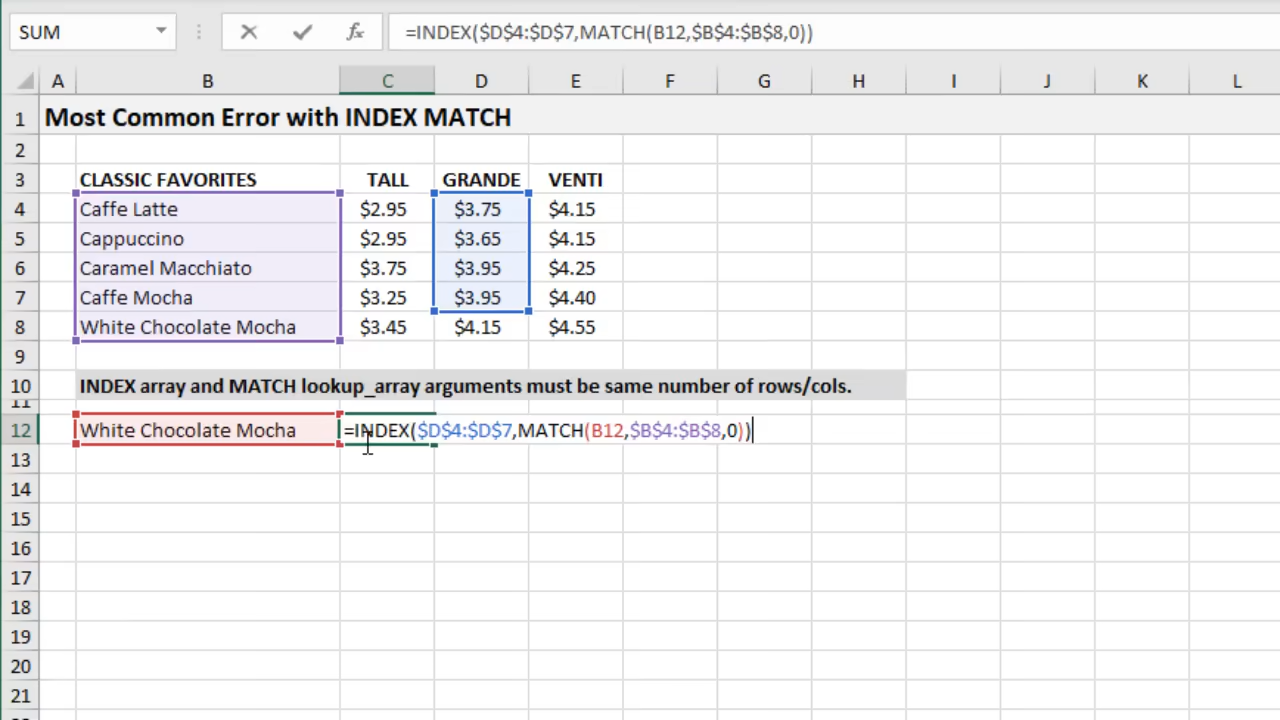 SUM =INDEX($D$4:$D$7,MATCH(B12,$B$4:$B$8,0))
A B C D E F G H I J K L
1 Most Common Error with INDEX MATCH
2
3 CLASSIC FAVORITES TALL GRANDE VENTI
4 Caffe Latte $2.95 $3.75 $4.15
5 Cappuccino $2.95 $3.65 $4.15
6 Caramel Macchiato $3.75 $3.95 $4.25
7 Caffe Mocha $3.25 $3.95 $4.40
8 White Chocolate Mocha $3.45 $4.15 $4.55
9
10 INDEX array and MATCH lookup_array arguments must be same number of rows/cols.
11
12 White Chocolate Mocha =INDEX($D$4:$D$7,MATCH(B12,$B$4:$B$8,0))
13
14
15
16
17
18
19
20
21